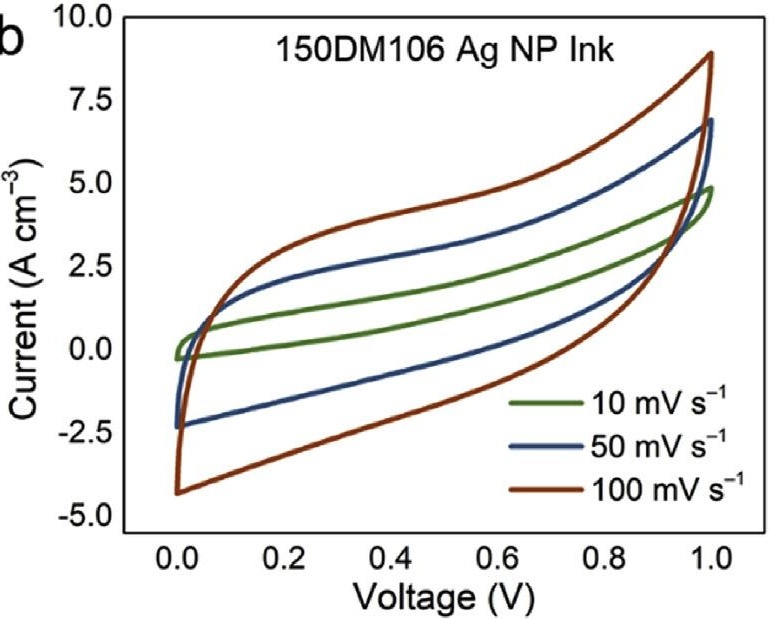 b
150DM106 Ag NP Ink
Current (A cm⁻³)
10.0
7.5
5.0
2.5
0.0
-2.5
-5.0
10 mV s⁻¹
50 mV s⁻¹
100 mV s⁻¹
0.0 0.2 0.4 0.6 0.8 1.0
Voltage (V)